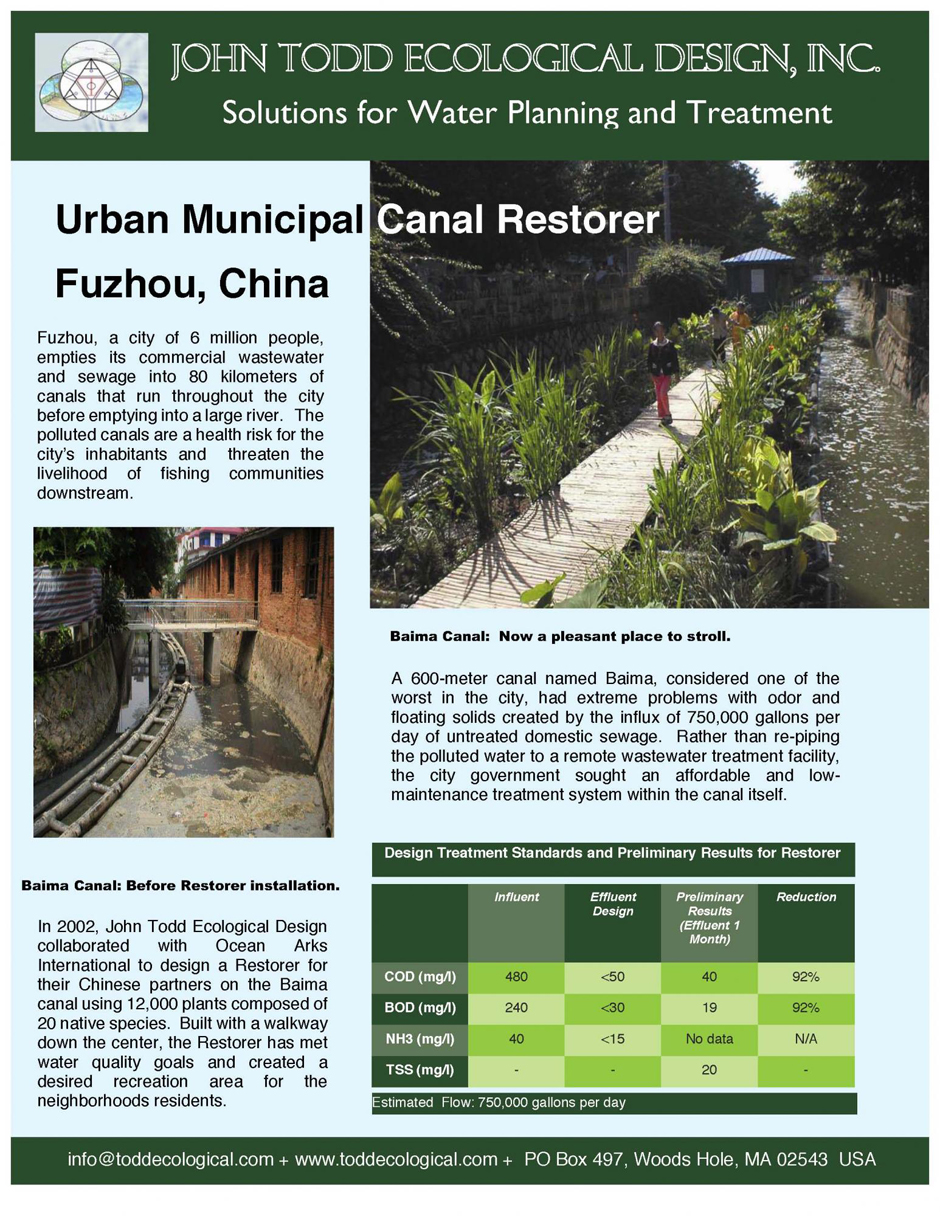 JOHN TODD ECOLOGICAL DESIGN, INC.
Solutions for Water Planning and Treatment
Urban Municipal Canal Restorer
Fuzhou, China
Fuzhou, a city of 6 million people,
empties its commercial wastewater
and sewage into 80 kilometers of
canals that run throughout the city
before emptying into a large river. The
polluted canals are a health risk for the
city's inhabitants and threaten the
livelihood of fishing communities
downstream.
Baima Canal: Before Restorer installation.
In 2002, John Todd Ecological Design
collaborated with Ocean Arks
International to design a Restorer for
their Chinese partners on the Baima
canal using 12,000 plants composed of
20 native species. Built with a walkway
down the center, the Restorer has met
water quality goals and created a
desired recreation area for the
neighborhoods residents.
Baima Canal: Now a pleasant place to stroll.
A 600-meter canal named Baima, considered one of the
worst in the city, had extreme problems with odor and
floating solids created by the influx of 750,000 gallons per
day of untreated domestic sewage. Rather than re-piping
the polluted water to a remote wastewater treatment facility,
the city government sought an affordable and low-
maintenance treatment system within the canal itself.
Design Treatment Standards and Preliminary Results for Restorer
Influent Effluent Design Preliminary Results (Effluent 1 Month) Reduction
COD (mg/l) 480 <50 40 92%
BOD (mg/l) 240 <30 19 92%
NH3 (mg/l) 40 <15 No data N/A
TSS (mg/l) - - 20 -
Estimated Flow: 750,000 gallons per day
info@toddecological.com + www.toddecological.com + PO Box 497, Woods Hole, MA 02543 USA